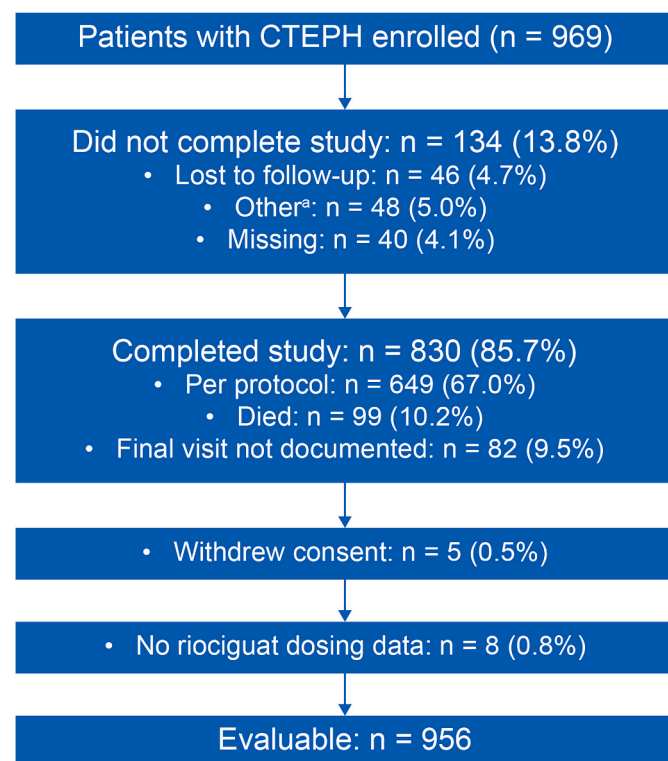 Patients with CTEPH enrolled (n = 969)
Did not complete study: n = 134 (13.8%)
• Lost to follow-up: n = 46 (4.7%)
• Otherᵃ: n = 48 (5.0%)
• Missing: n = 40 (4.1%)
Completed study: n = 830 (85.7%)
• Per protocol: n = 649 (67.0%)
• Died: n = 99 (10.2%)
• Final visit not documented: n = 82 (9.5%)
• Withdrew consent: n = 5 (0.5%)
• No riociguat dosing data: n = 8 (0.8%)
Evaluable: n = 956